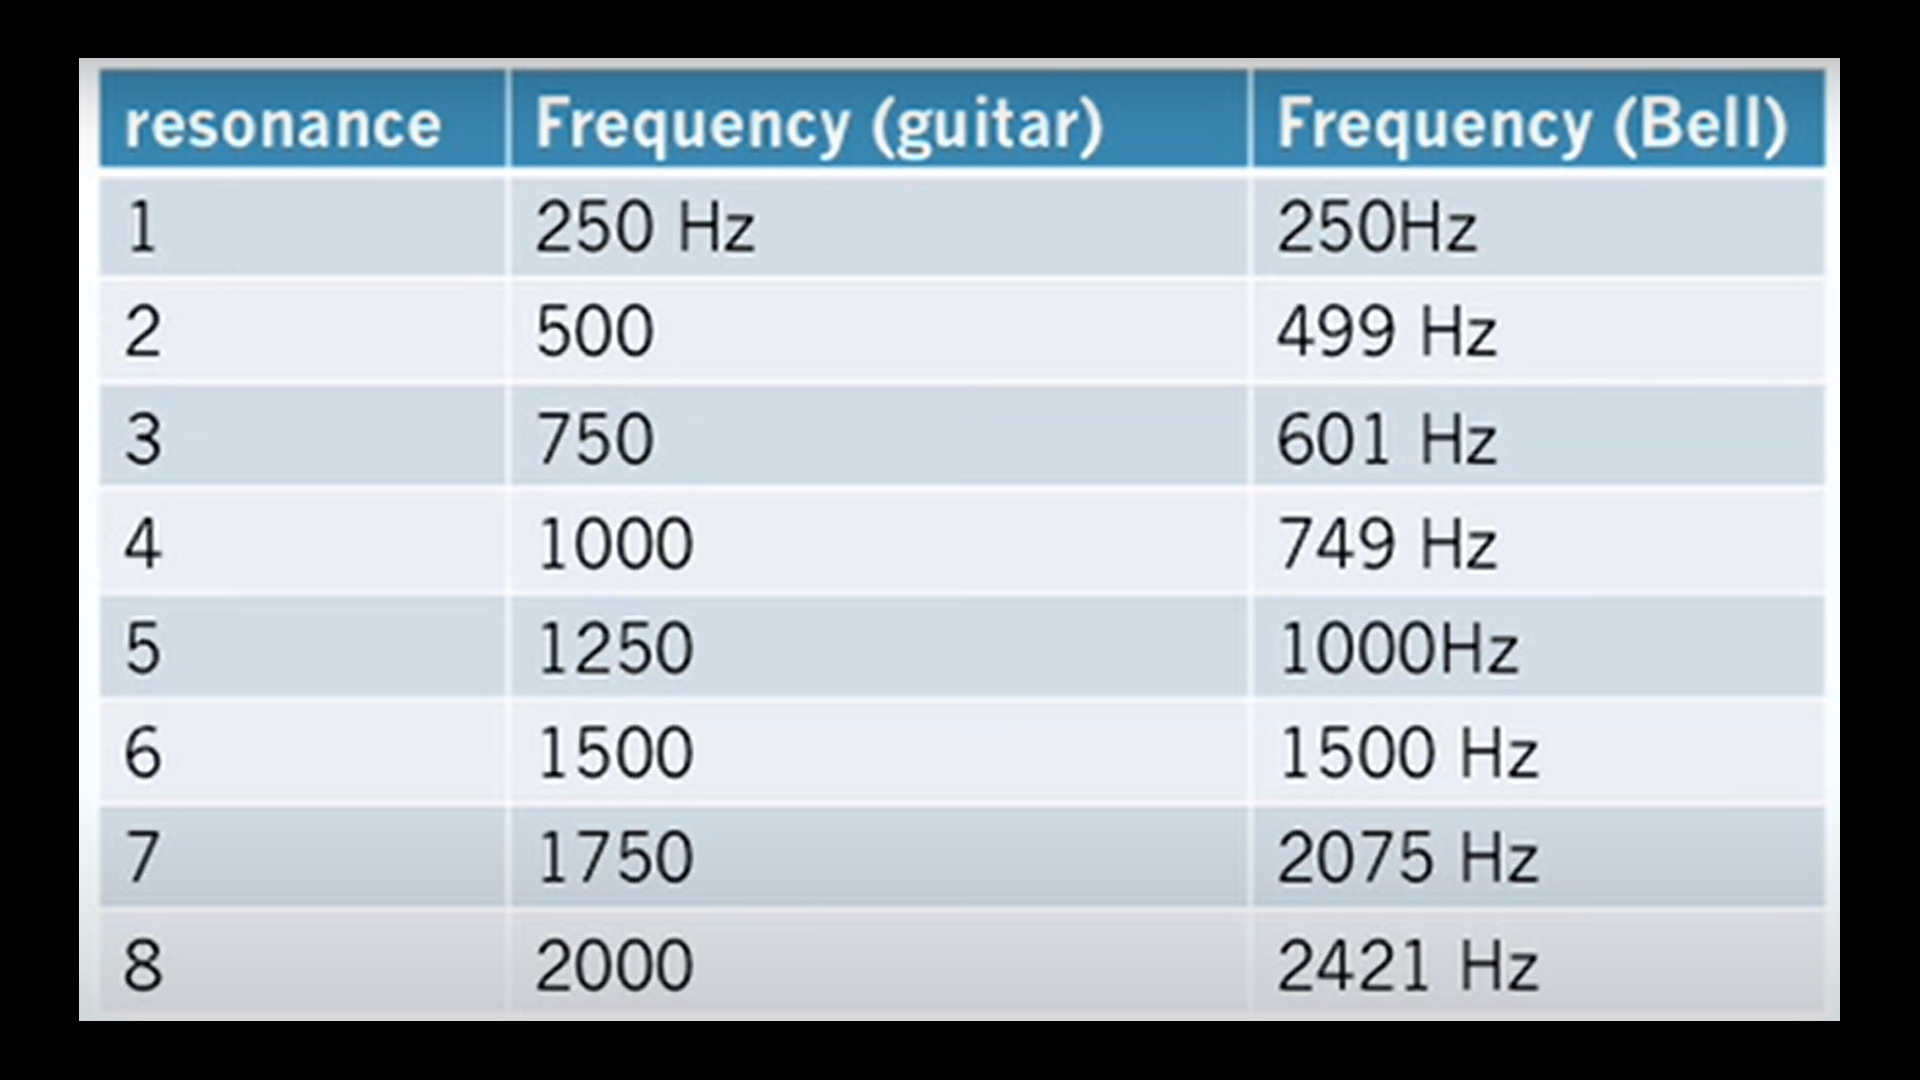 resonance Frequency (guitar) Frequency (Bell)
1 250 Hz 250Hz
2 500 499 Hz
3 750 601 Hz
4 1000 749 Hz
5 1250 1000Hz
6 1500 1500 Hz
7 1750 2075 Hz
8 2000 2421 Hz